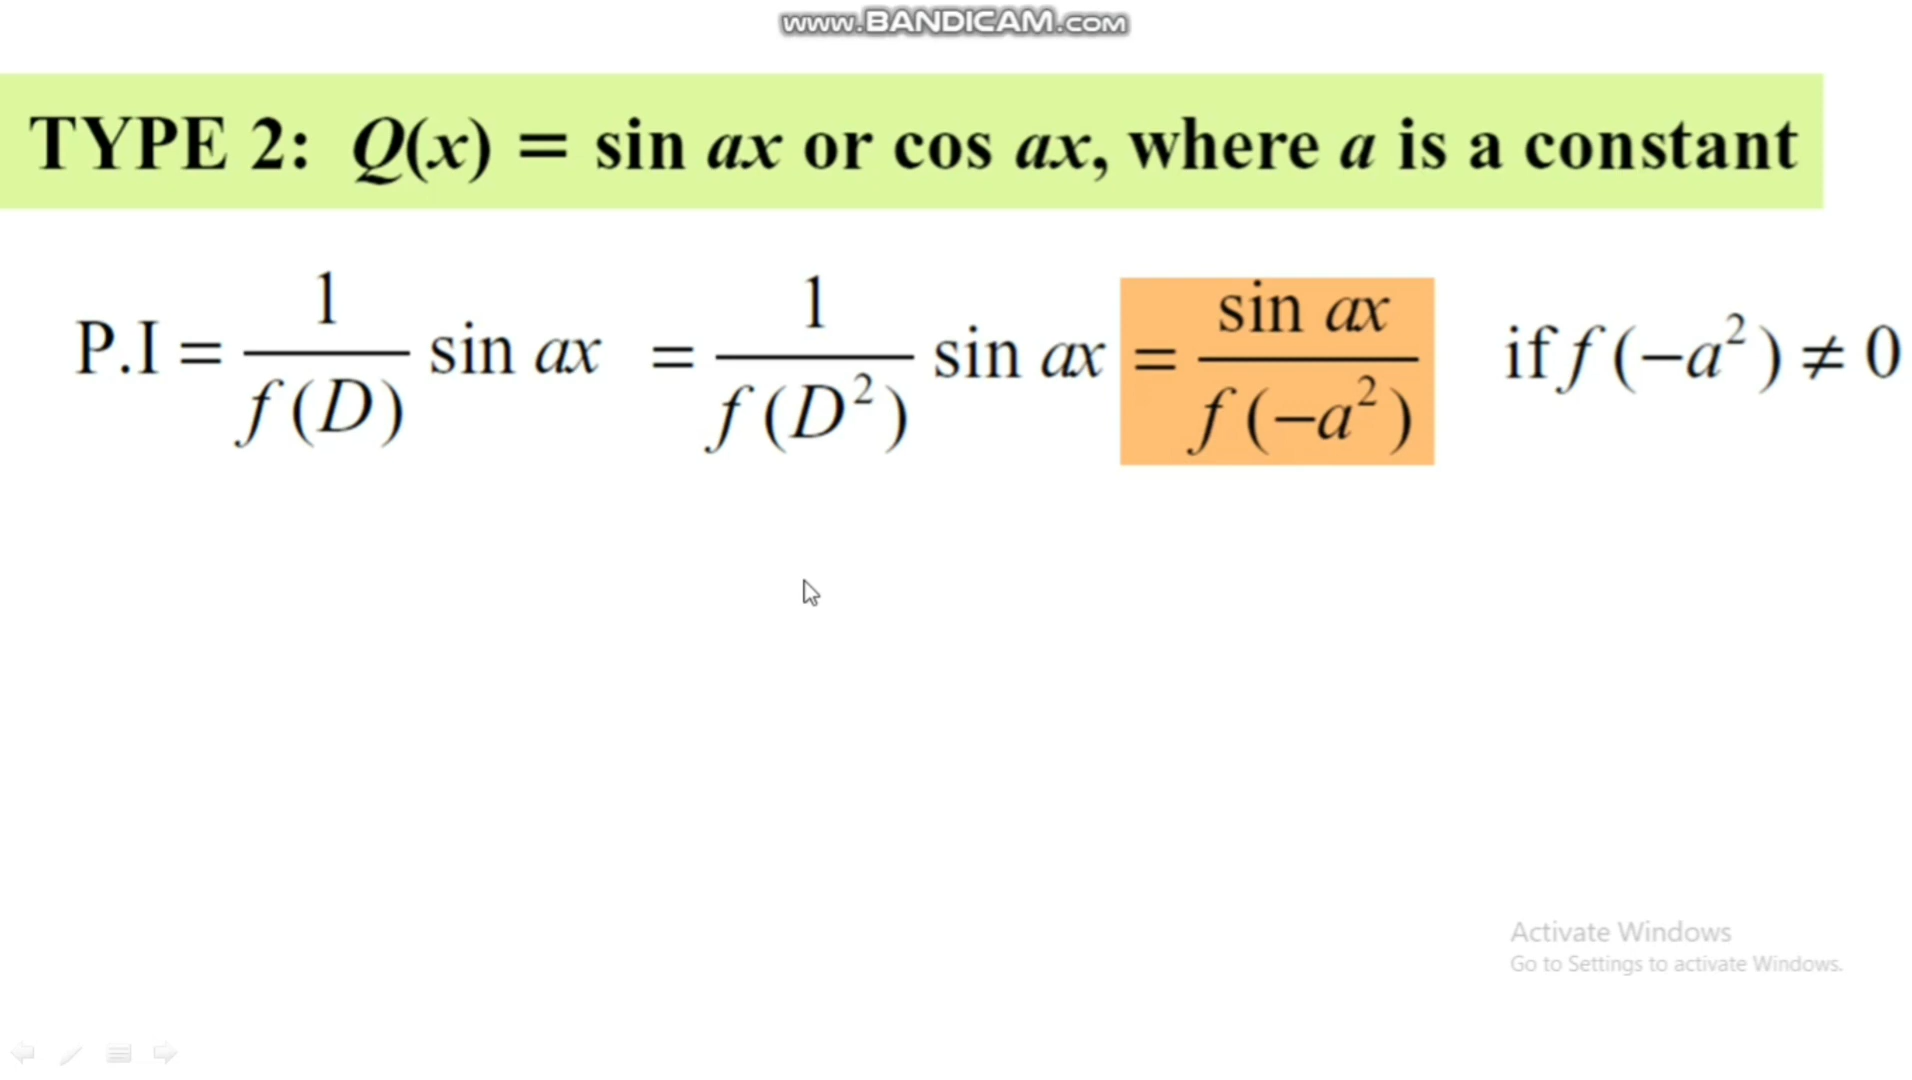 www.BANDICAM.com
TYPE 2: Q(x) = sin ax or cos ax, where a is a constant
P.I = 1/f(D) sin ax = 1/f(D²) sin ax = sin ax/f(−a²) if f(−a²) ≠ 0
Activate Windows
Go to Settings to activate Windows.